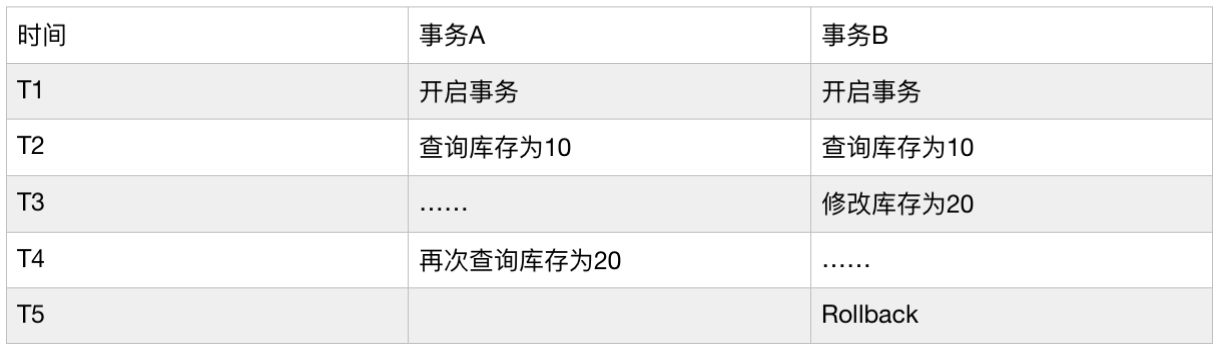 时间 事务A 事务B
T1 开启事务 开启事务
T2 查询库存为10 查询库存为10
T3 …… 修改库存为20
T4 再次查询库存为20 ……
T5 Rollback